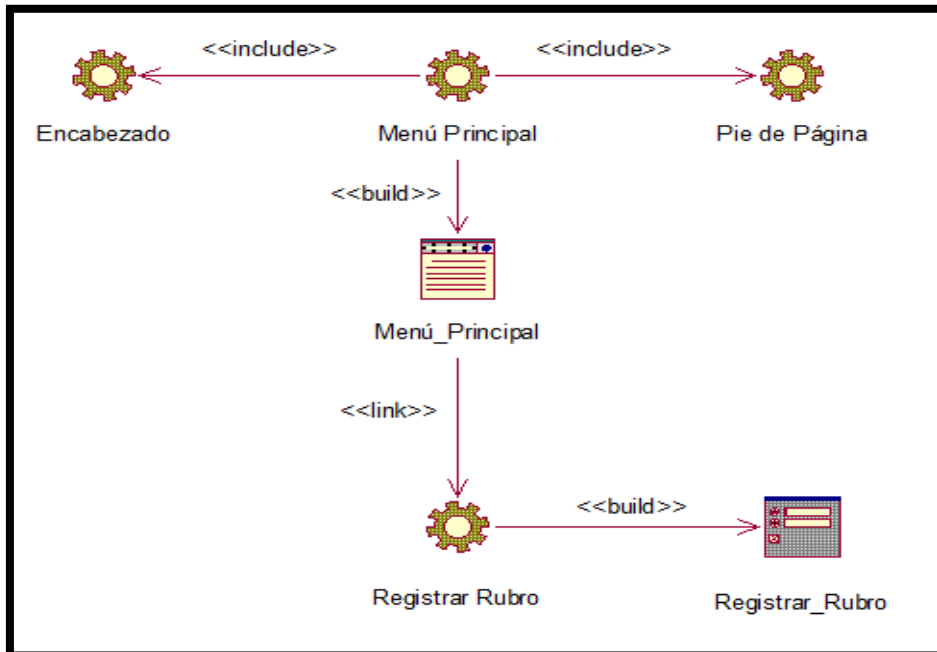 <<include>>
<<include>>
Encabezado
Menú Principal
Pie de Página
<<build>>
Menú_Principal
<<link>>
<<build>>
Registrar Rubro
Registrar_Rubro